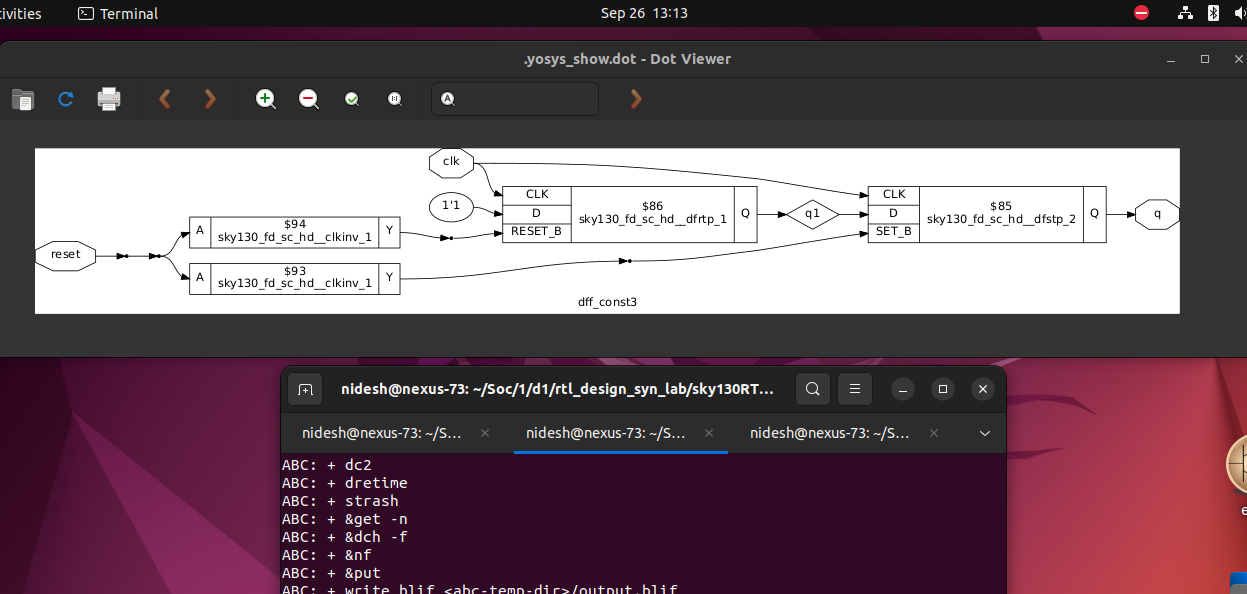 ivities
Terminal
Sep 26 13:13
.yosys_show.dot - Dot Viewer
clk
1'1
CLK
D
RESET_B
$86
sky130_fd_sc_hd__dfrtp_1
Q
q1
CLK
D
SET_B
$85
sky130_fd_sc_hd__dfstp_2
Q
q
reset
A
$94
sky130_fd_sc_hd__clkinv_1
Y
A
$93
sky130_fd_sc_hd__clkinv_1
Y
dff_const3
nidesh@nexus-73: ~/Soc/1/d1/rtl_design_syn_lab/sky130RT...
nidesh@nexus-73: ~/S...
nidesh@nexus-73: ~/S...
nidesh@nexus-73: ~/S...
ABC: + dc2
ABC: + dretime
ABC: + strash
ABC: + &get -n
ABC: + &dch -f
ABC: + &nf
ABC: + &put
ABC: + write_blif <abc-temp-dir>/output.blif